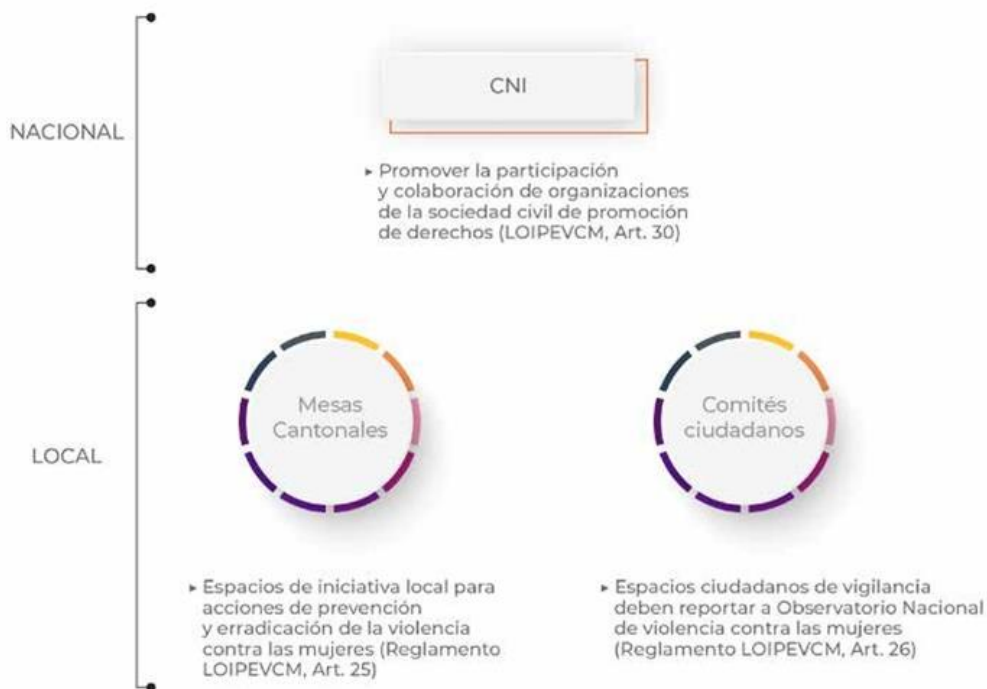 NACIONAL
CNI
▸ Promover la participación
y colaboración de organizaciones
de la sociedad civil de promoción
de derechos (LOIPEVCM, Art. 30)
LOCAL
Mesas
Cantonales
▸ Espacios de iniciativa local para
acciones de prevención
y erradicación de la violencia
contra las mujeres (Reglamento
LOIPEVCM, Art. 25)
Comités
ciudadanos
▸ Espacios ciudadanos de vigilancia
deben reportar a Observatorio Nacional
de violencia contra las mujeres
(Reglamento LOIPEVCM, Art. 26)